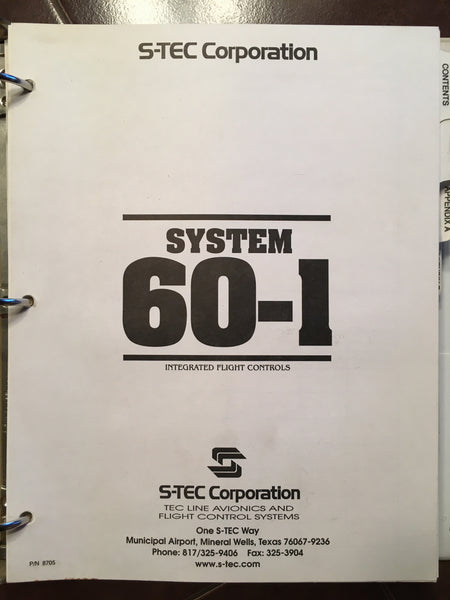 S-TEC Corporation
SYSTEM
60-1
INTEGRATED FLIGHT CONTROLS
S-TEC Corporation
TEC LINE AVIONICS AND
FLIGHT CONTROL SYSTEMS
One S-TEC Way
Municipal Airport, Mineral Wells, Texas 76067-9236
Phone: 817/325-9406 Fax: 325-3904
www.s-tec.com
P/N 8705
CONTENTS
APPENDIX A